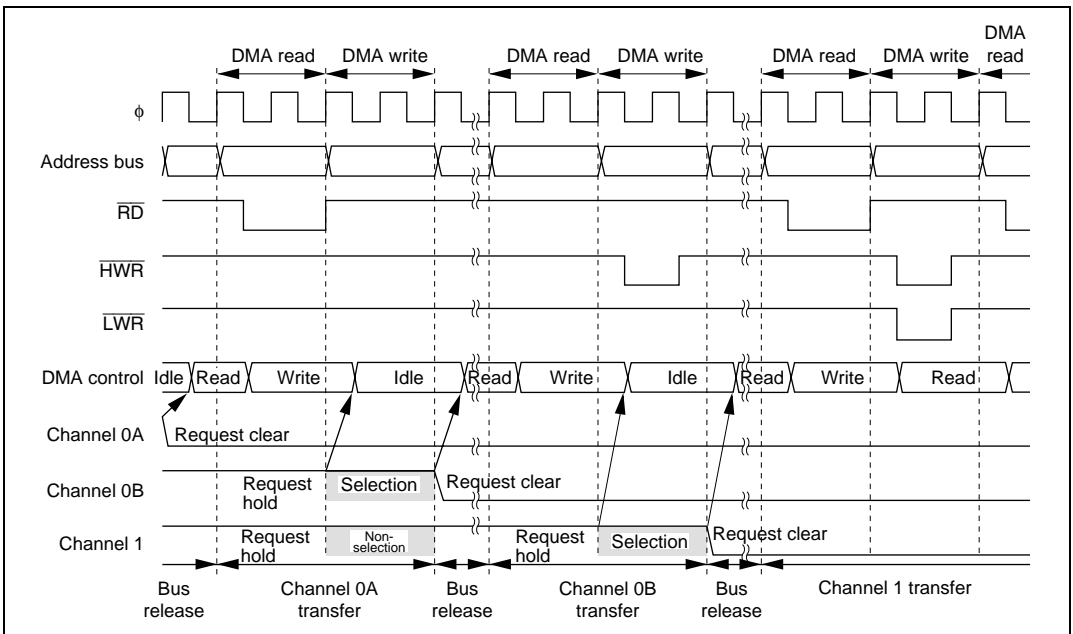 DMA
DMA read DMA write DMA read DMA write DMA read DMA write read
φ
Address bus
RD
HWR
LWR
DMA control Idle Read Write Idle Read Write Idle Read Write Read
Channel 0A Request clear
Channel 0B Request hold Selection Request clear
Channel 1 Request hold Non-selection Request hold Selection Request clear
Bus release Channel 0A transfer Bus release Channel 0B transfer Bus release Channel 1 transfer